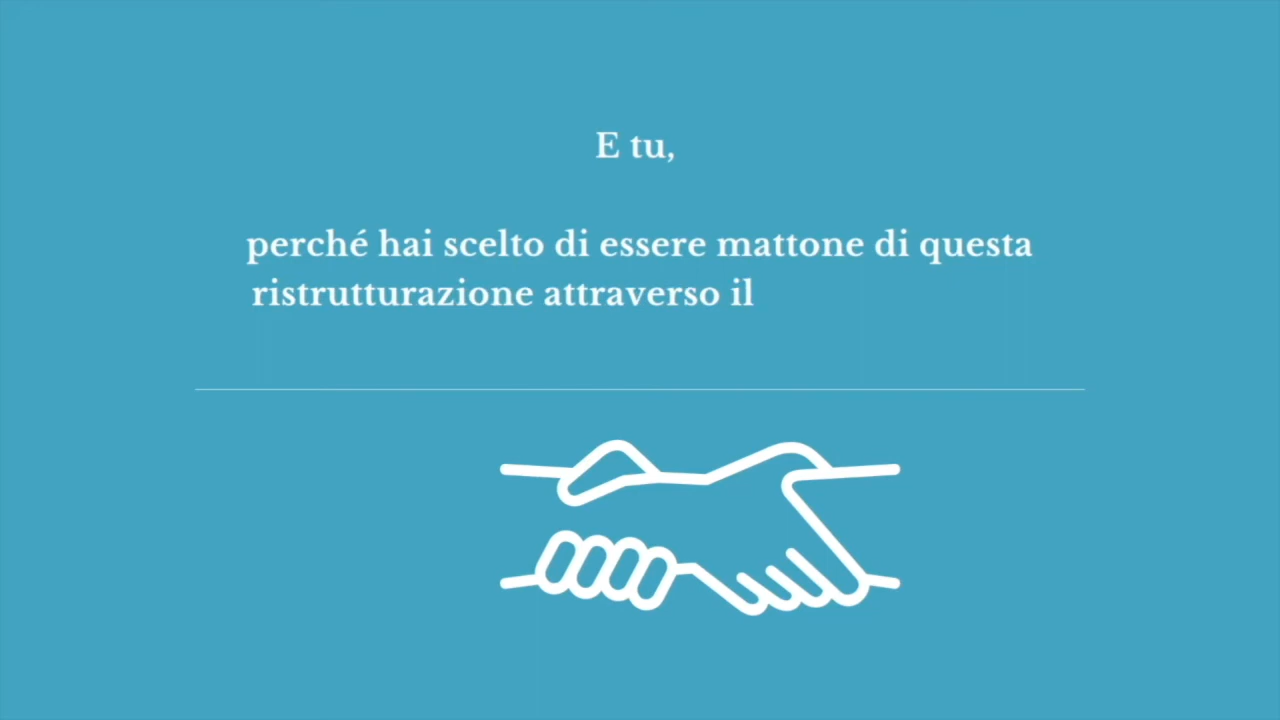 E tu,
perché hai scelto di essere mattone di questa
ristrutturazione attraverso il